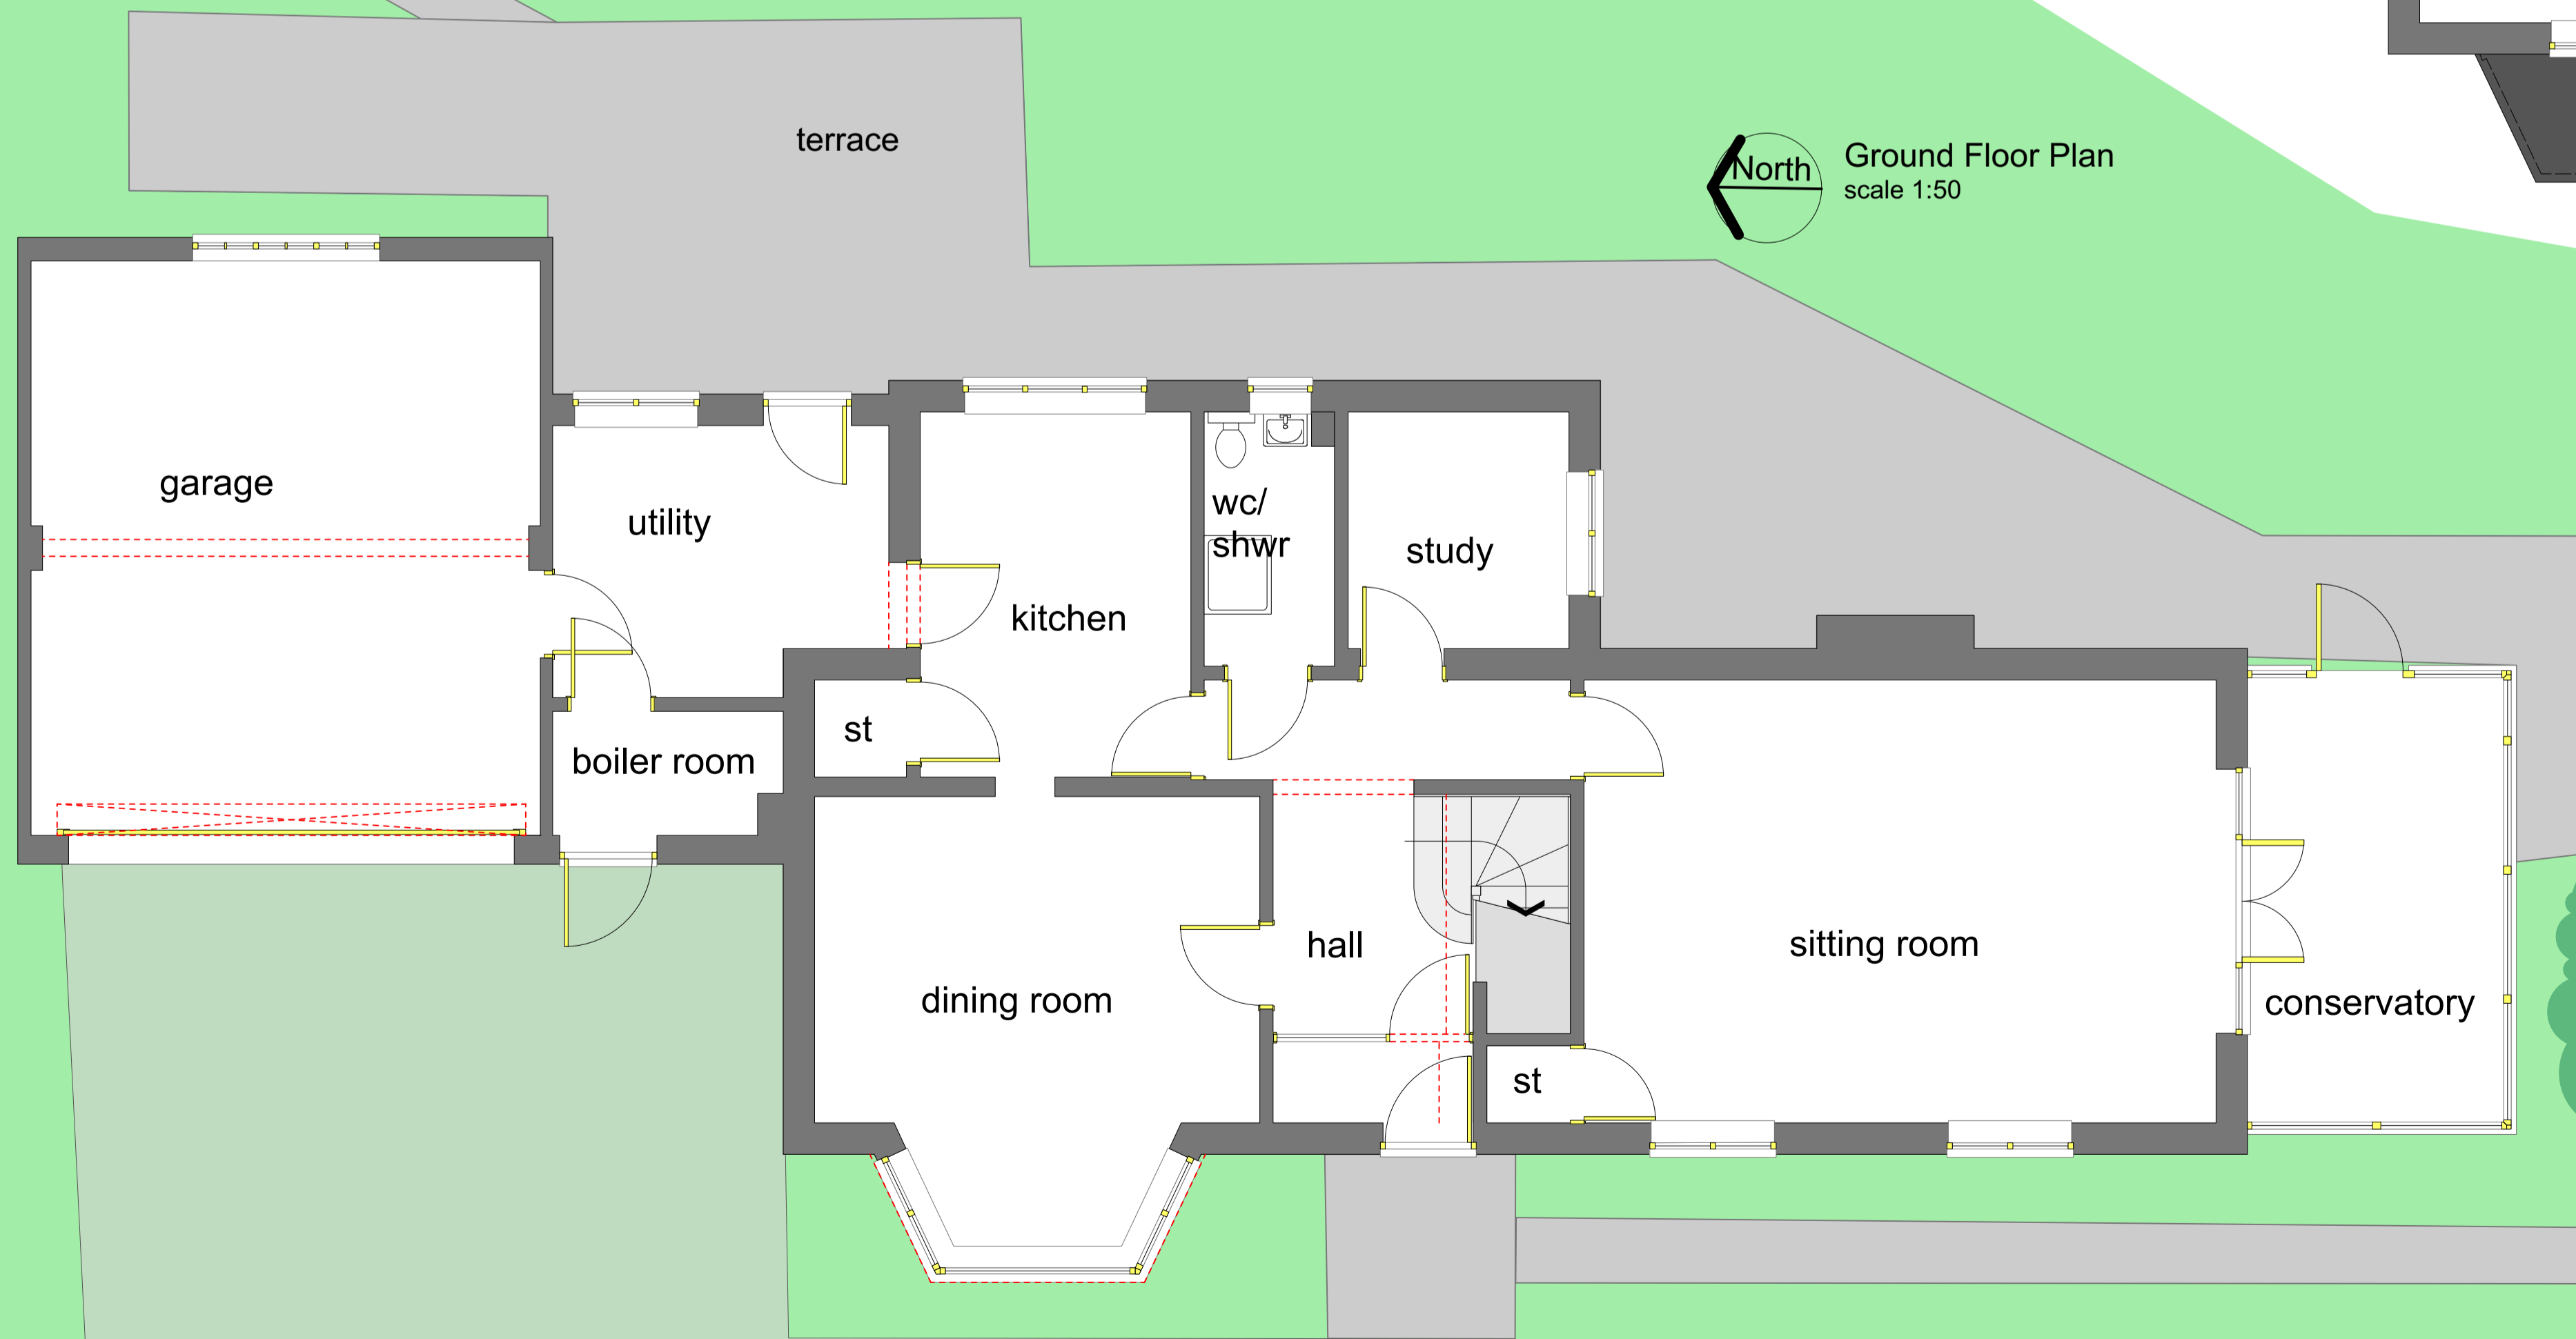 terrace
North
Ground Floor Plan
scale 1:50
garage
utility
kitchen
wc/
shwr
study
st
boiler room
hall
sitting room
dining room
conservatory
st